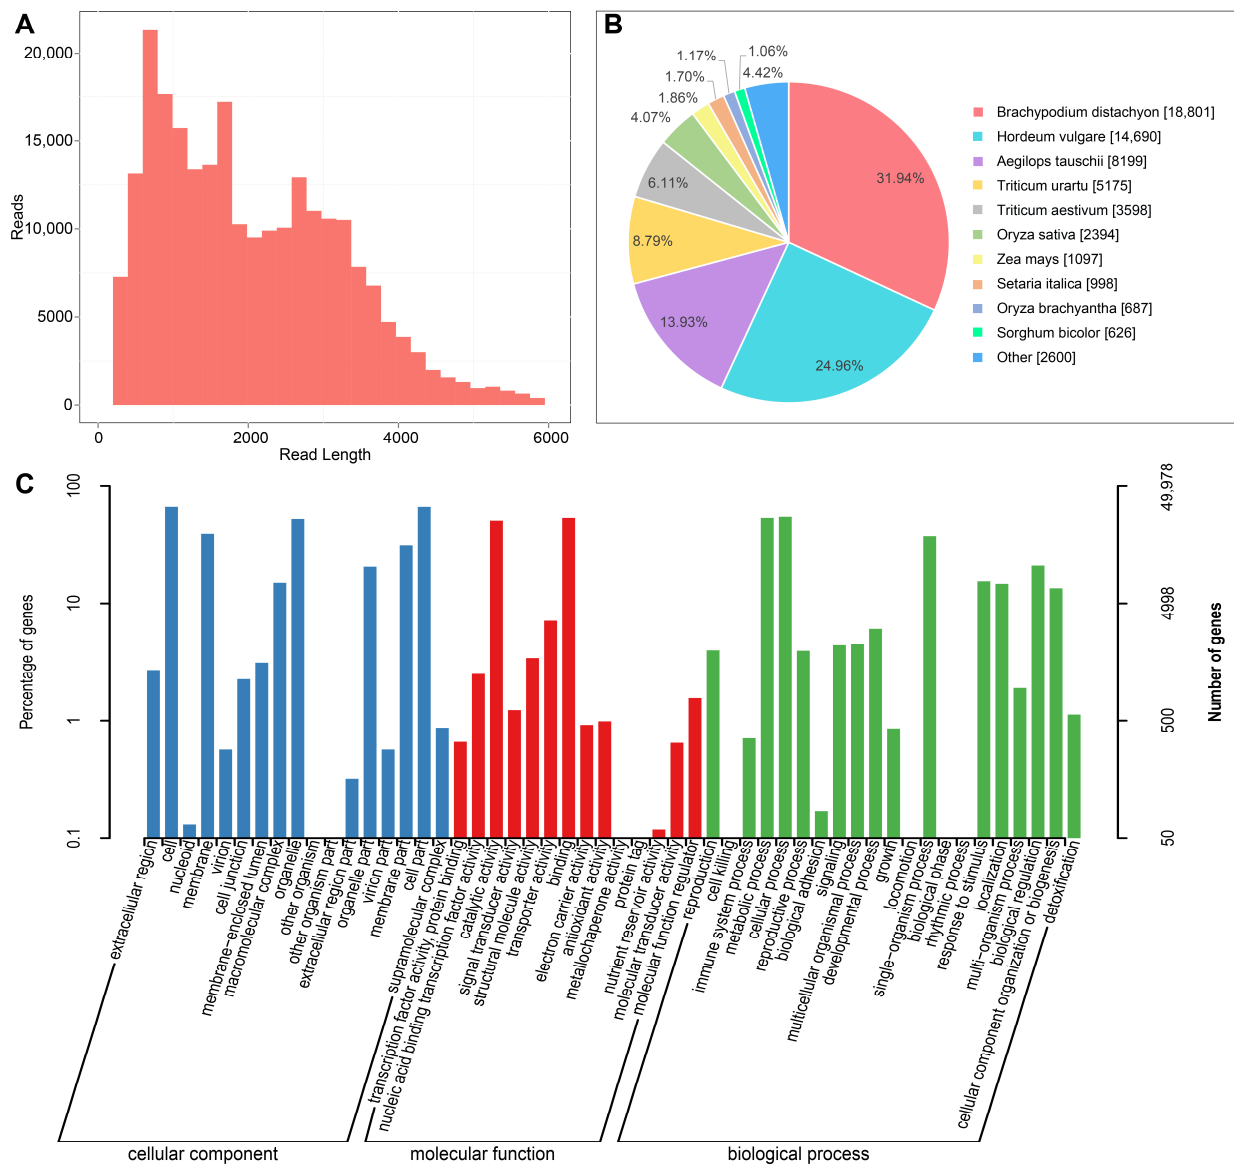 A
20,000
15,000
10,000
5000
0
Reads
0
2000
4000
6000
Read Length
B
1.06%
1.17%
4.42%
1.70%
1.86%
4.07%
6.11%
8.79%
13.93%
24.96%
31.94%
Brachypodium distachyon [18,801]
Hordeum vulgare [14,690]
Aegilops tauschii [8199]
Triticum urartu [5175]
Triticum aestivum [3598]
Oryza sativa [2394]
Zea mays [1097]
Setaria italica [998]
Oryza brachyantha [687]
Sorghum bicolor [626]
Other [2600]
C
100
10
1
0.1
Percentage of genes
49,978
4998
500
50
Number of genes
extracellular region
cell
nucleoid
membrane
virion
cell junction
membrane−enclosed lumen
macromolecular complex
organelle
other organism
other organism part
extracellular region part
organelle part
virion part
membrane part
cell part
supramolecular complex
transcription factor activity, protein binding
nucleic acid binding transcription factor activity
catalytic activity
signal transducer activity
structural molecule activity
transporter activity
binding
electron carrier activity
antioxidant activity
metallochaperone activity
protein tag
nutrient reservoir activity
molecular transducer activity
molecular function regulator
reproduction
cell killing
immune system process
metabolic process
cellular process
reproductive process
biological adhesion
signaling
multicellular organismal process
developmental process
growth
locomotion
single−organism process
biological phase
rhythmic process
response to stimulus
localization
multi−organism process
biological regulation
cellular component organization or biogenesis
detoxification
cellular component
molecular function
biological process